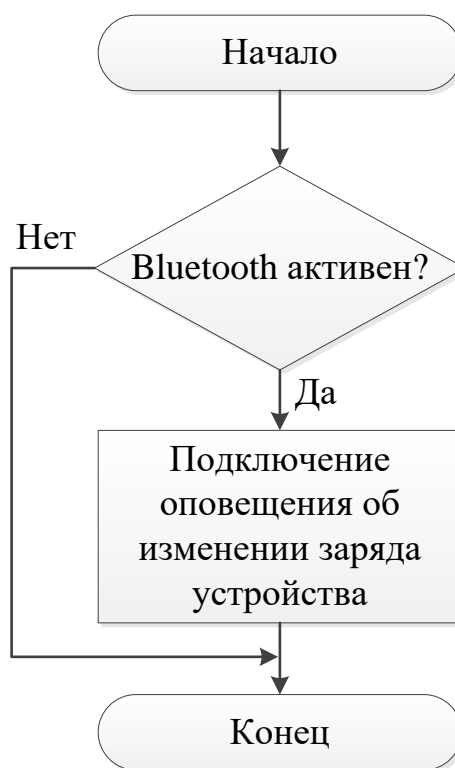 Начало
Нет
Bluetooth активен?
Да
Подключение
оповещения об
изменении заряда
устройства
Конец